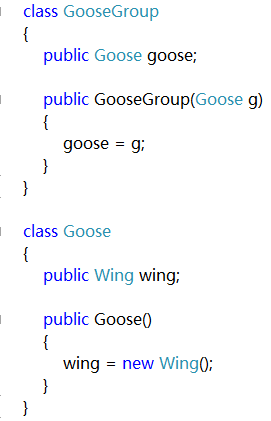 class GooseGroup
{
public Goose goose;
public GooseGroup(Goose g)
{
goose = g;
}
}
class Goose
{
public Wing wing;
public Goose()
{
wing = new Wing();
}
}